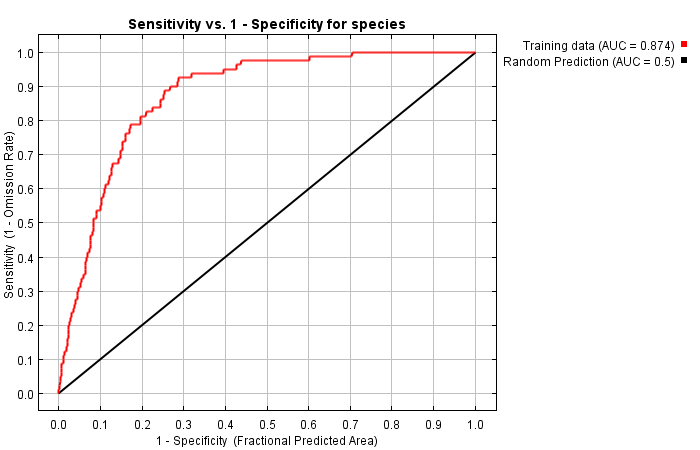 Sensitivity vs. 1 - Specificity for species
Training data (AUC = 0.874)
Random Prediction (AUC = 0.5)
Sensitivity (1 - Omission Rate)
1.0
0.9
0.8
0.7
0.6
0.5
0.4
0.3
0.2
0.1
0.0
0.0 0.1 0.2 0.3 0.4 0.5 0.6 0.7 0.8 0.9 1.0
1 - Specificity (Fractional Predicted Area)